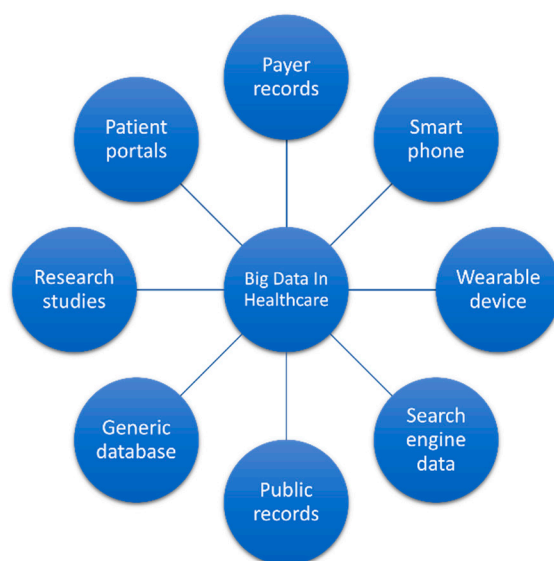 Payer
records
Smart
phone
Wearable
device
Search
engine
data
Public
records
Generic
database
Research
studies
Patient
portals
Big Data In
Healthcare